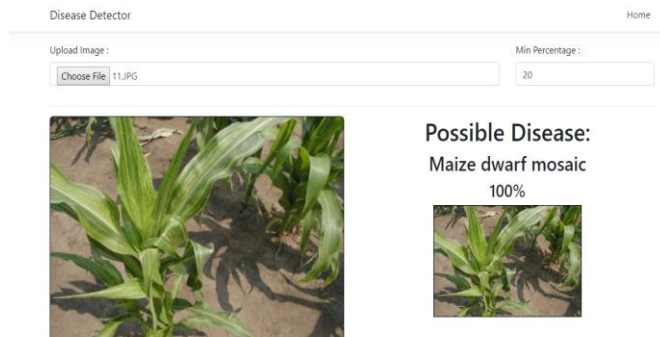 Disease Detector
Home
Upload Image :
Min Percentage :
Choose File 11.JPG
20
Possible Disease:
Maize dwarf mosaic
100%